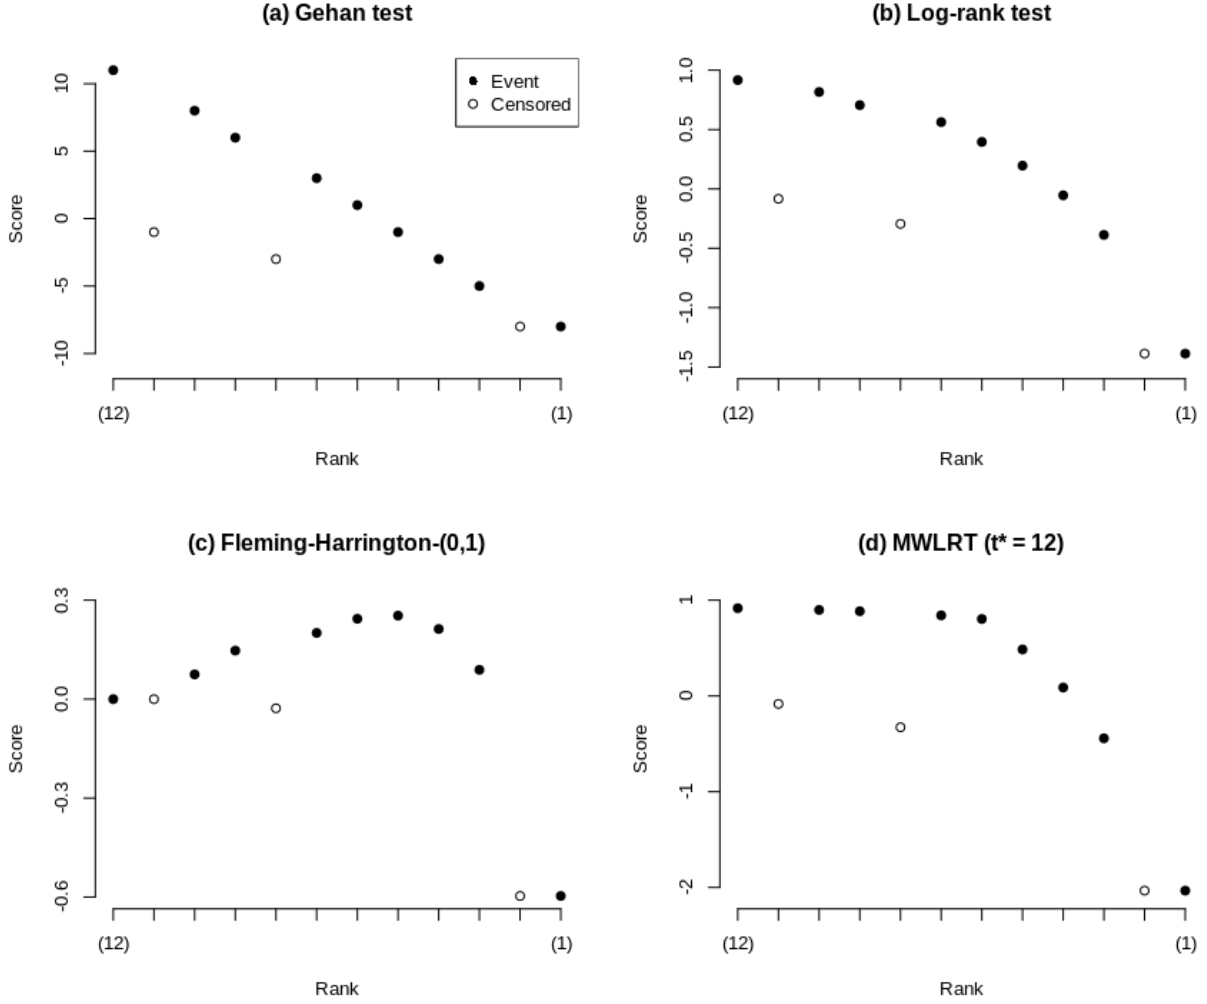 (a) Gehan test
10
5
0
-5
-10
Score
Event
Censored
(12)
(1)
Rank
(b) Log-rank test
1.0
0.5
0.0
-0.5
-1.0
-1.5
Score
(12)
(1)
Rank
(c) Fleming-Harrington-(0,1)
0.3
0.0
-0.3
-0.6
Score
(12)
(1)
Rank
(d) MWLRT (t* = 12)
1
0
-1
-2
Score
(12)
(1)
Rank